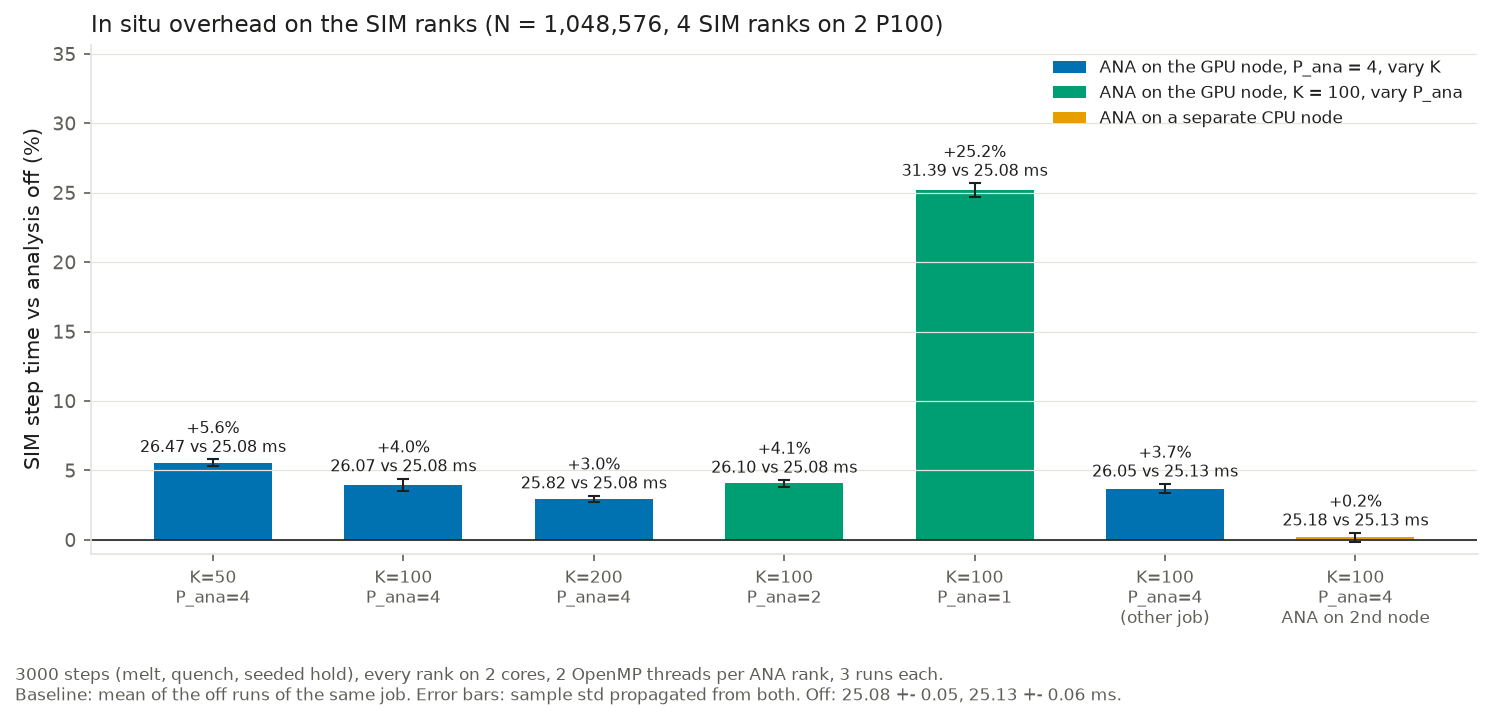 In situ overhead on the SIM ranks (N = 1,048,576, 4 SIM ranks on 2 P100)
SIM step time vs analysis off (%)
35
30
25
20
15
10
5
0
ANA on the GPU node, P_ana = 4, vary K
ANA on the GPU node, K = 100, vary P_ana
ANA on a separate CPU node
+5.6%
26.47 vs 25.08 ms
+4.0%
26.07 vs 25.08 ms
+3.0%
25.82 vs 25.08 ms
+4.1%
26.10 vs 25.08 ms
+25.2%
31.39 vs 25.08 ms
+3.7%
26.05 vs 25.13 ms
+0.2%
25.18 vs 25.13 ms
K=50
P_ana=4
K=100
P_ana=4
K=200
P_ana=4
K=100
P_ana=2
K=100
P_ana=1
K=100
P_ana=4
(other job)
K=100
P_ana=4
ANA on 2nd node
3000 steps (melt, quench, seeded hold), every rank on 2 cores, 2 OpenMP threads per ANA rank, 3 runs each.
Baseline: mean of the off runs of the same job. Error bars: sample std propagated from both. Off: 25.08 +- 0.05, 25.13 +- 0.06 ms.